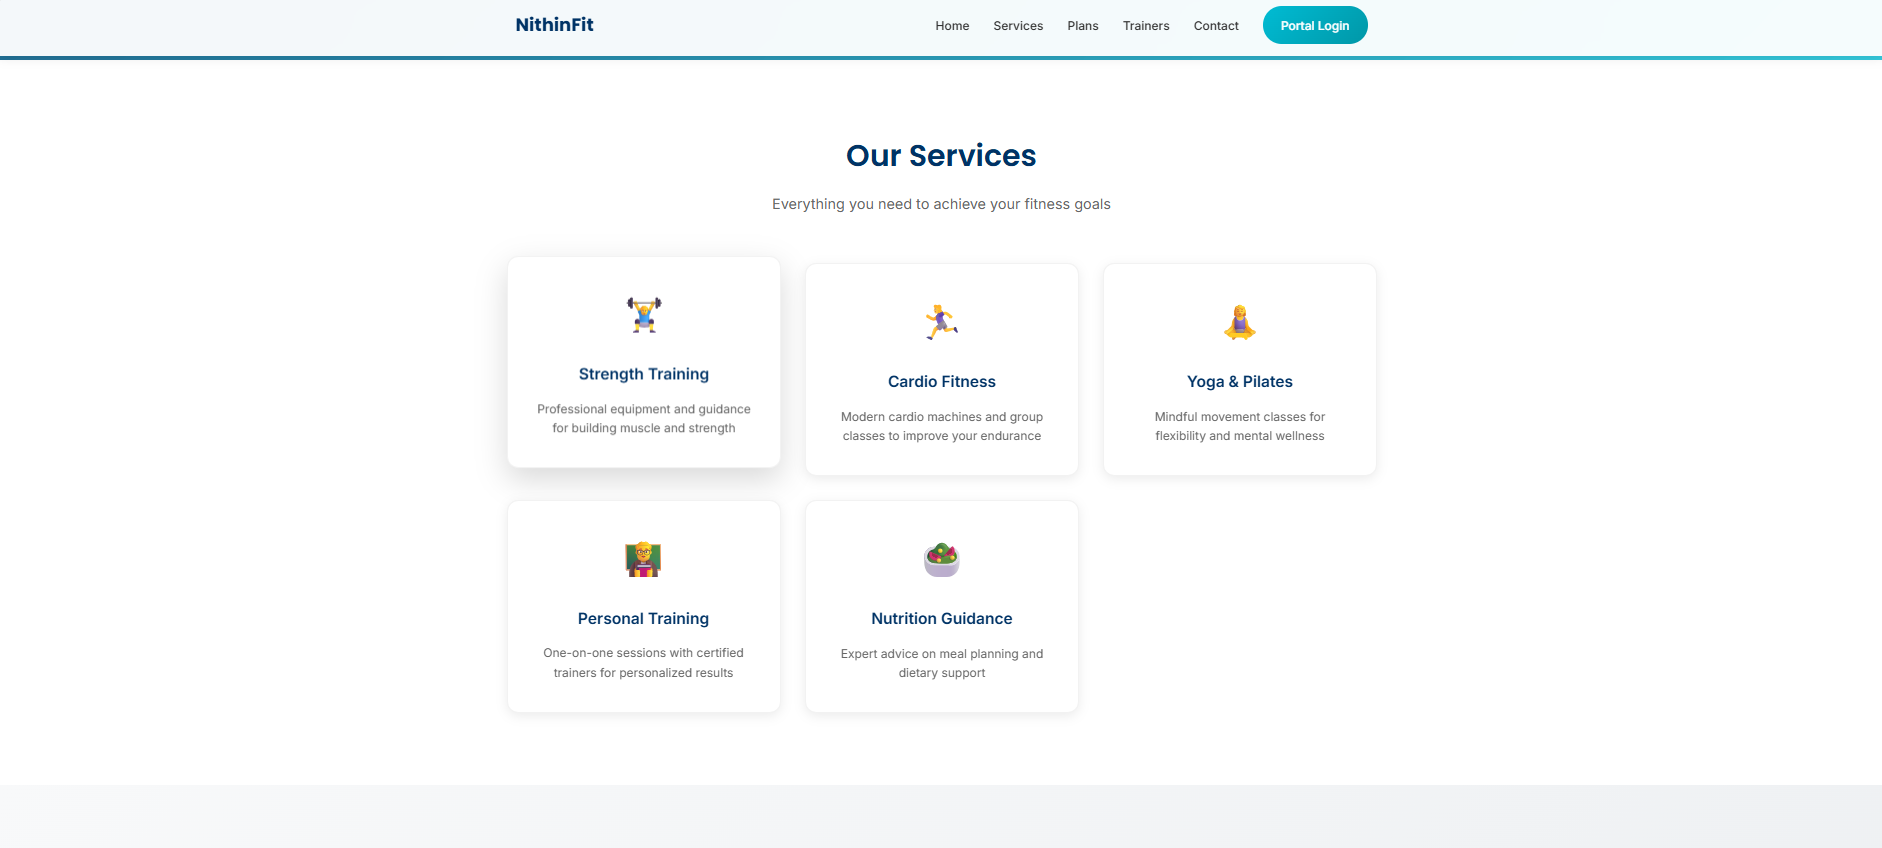 NithinFit
Home
Services
Plans
Trainers
Contact
Portal Login
Our Services
Everything you need to achieve your fitness goals
Strength Training
Professional equipment and guidance
for building muscle and strength
Cardio Fitness
Modern cardio machines and group
classes to improve your endurance
Yoga & Pilates
Mindful movement classes for
flexibility and mental wellness
Personal Training
One-on-one sessions with certified
trainers for personalized results
Nutrition Guidance
Expert advice on meal planning and
dietary support